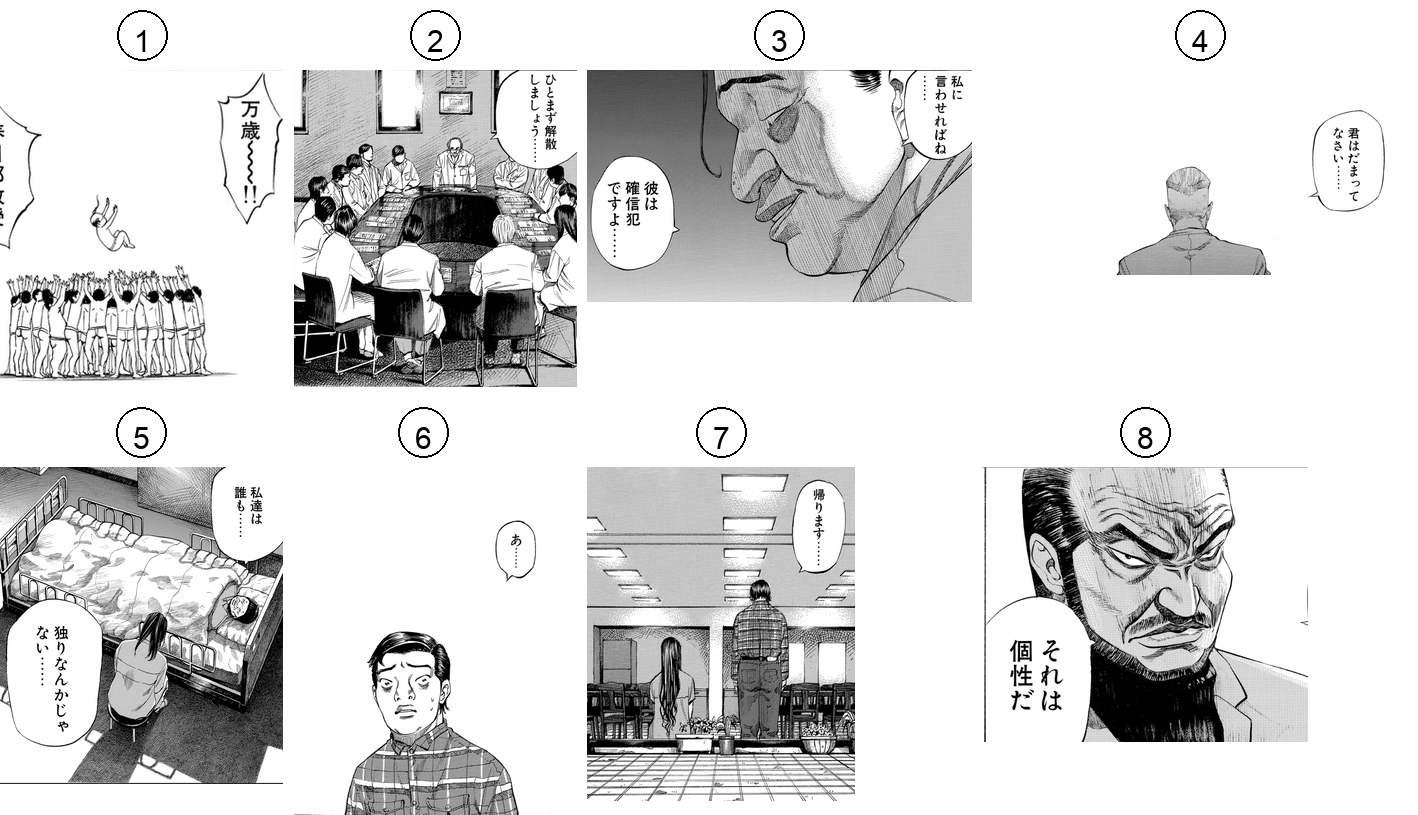 1
万歳〜〜〜!!
2
ひとまず解散
しましょう……
3
私に
言わせればね
……
彼は
確信犯
ですよ……
4
君はだまって
なさい……
5
私達は
誰も……
独りなんかじゃ
ない……
6
あ……
7
帰ります……
8
それは
個性だ